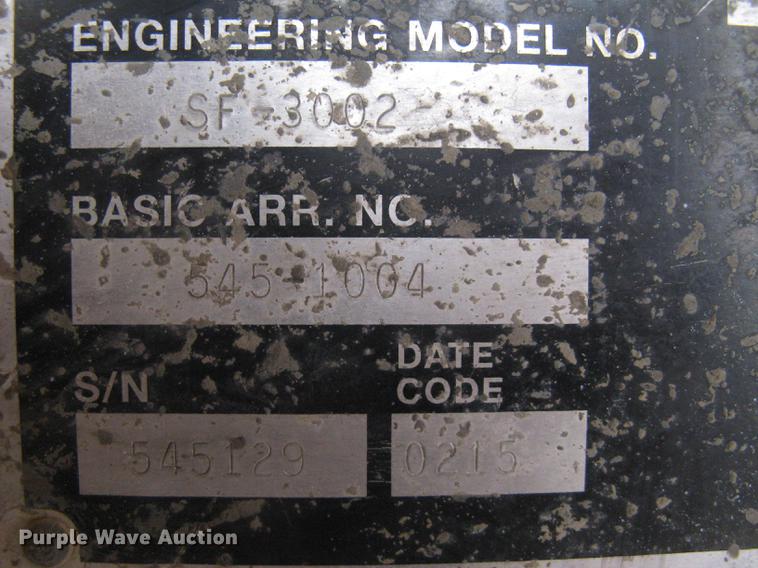 ENGINEERING MODEL NO.
SF-3002
BASIC ARR. NO.
545-1004
S/N
DATE
CODE
545129
0215
Purple Wave Auction